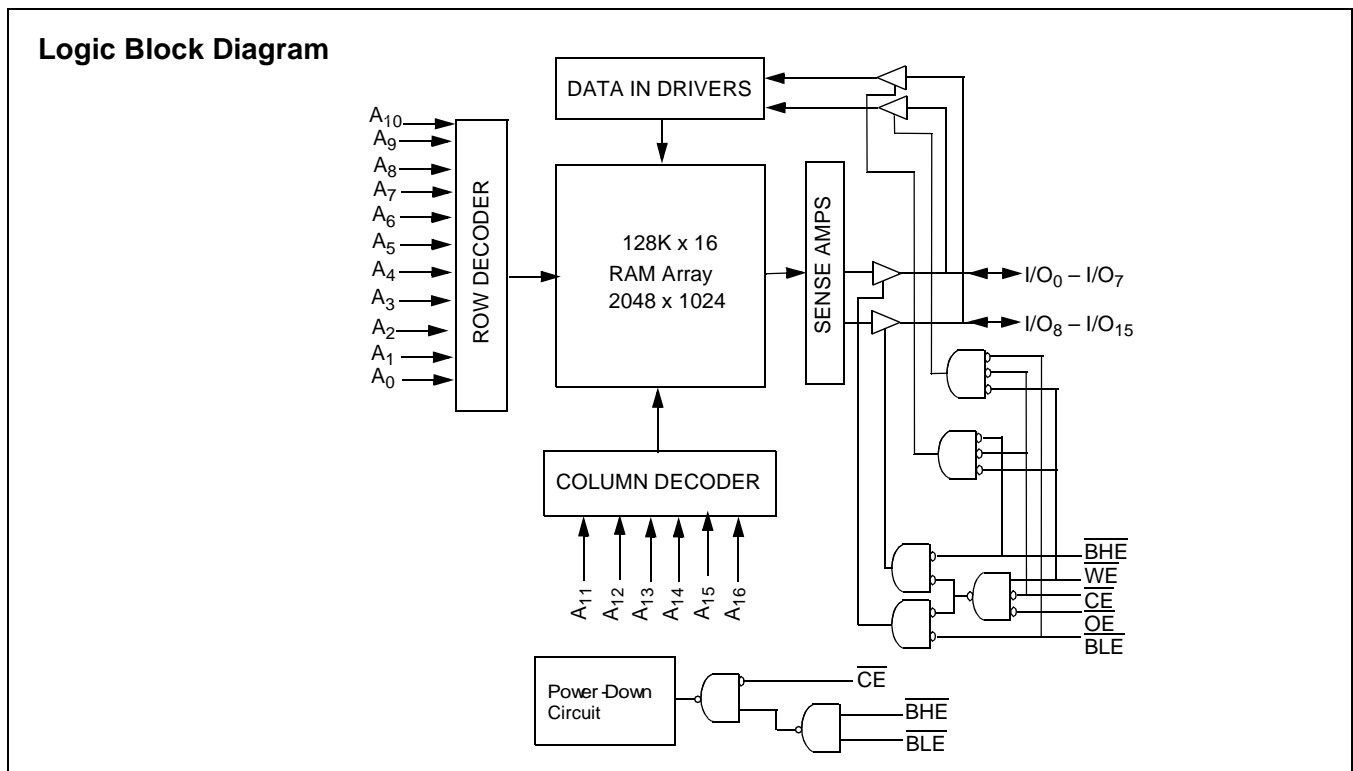 Logic Block Diagram
DATA IN DRIVERS
A10
A9
A8
A7
A6
A5
A4
A3
A2
A1
A0
ROW DECODER
128K x 16
RAM Array
2048 x 1024
SENSE AMPS
I/O0 – I/O7
I/O8 – I/O15
COLUMN DECODER
A11
A12
A13
A14
A15
A16
BHE
WE
CE
OE
BLE
Power-Down
Circuit
CE
BHE
BLE